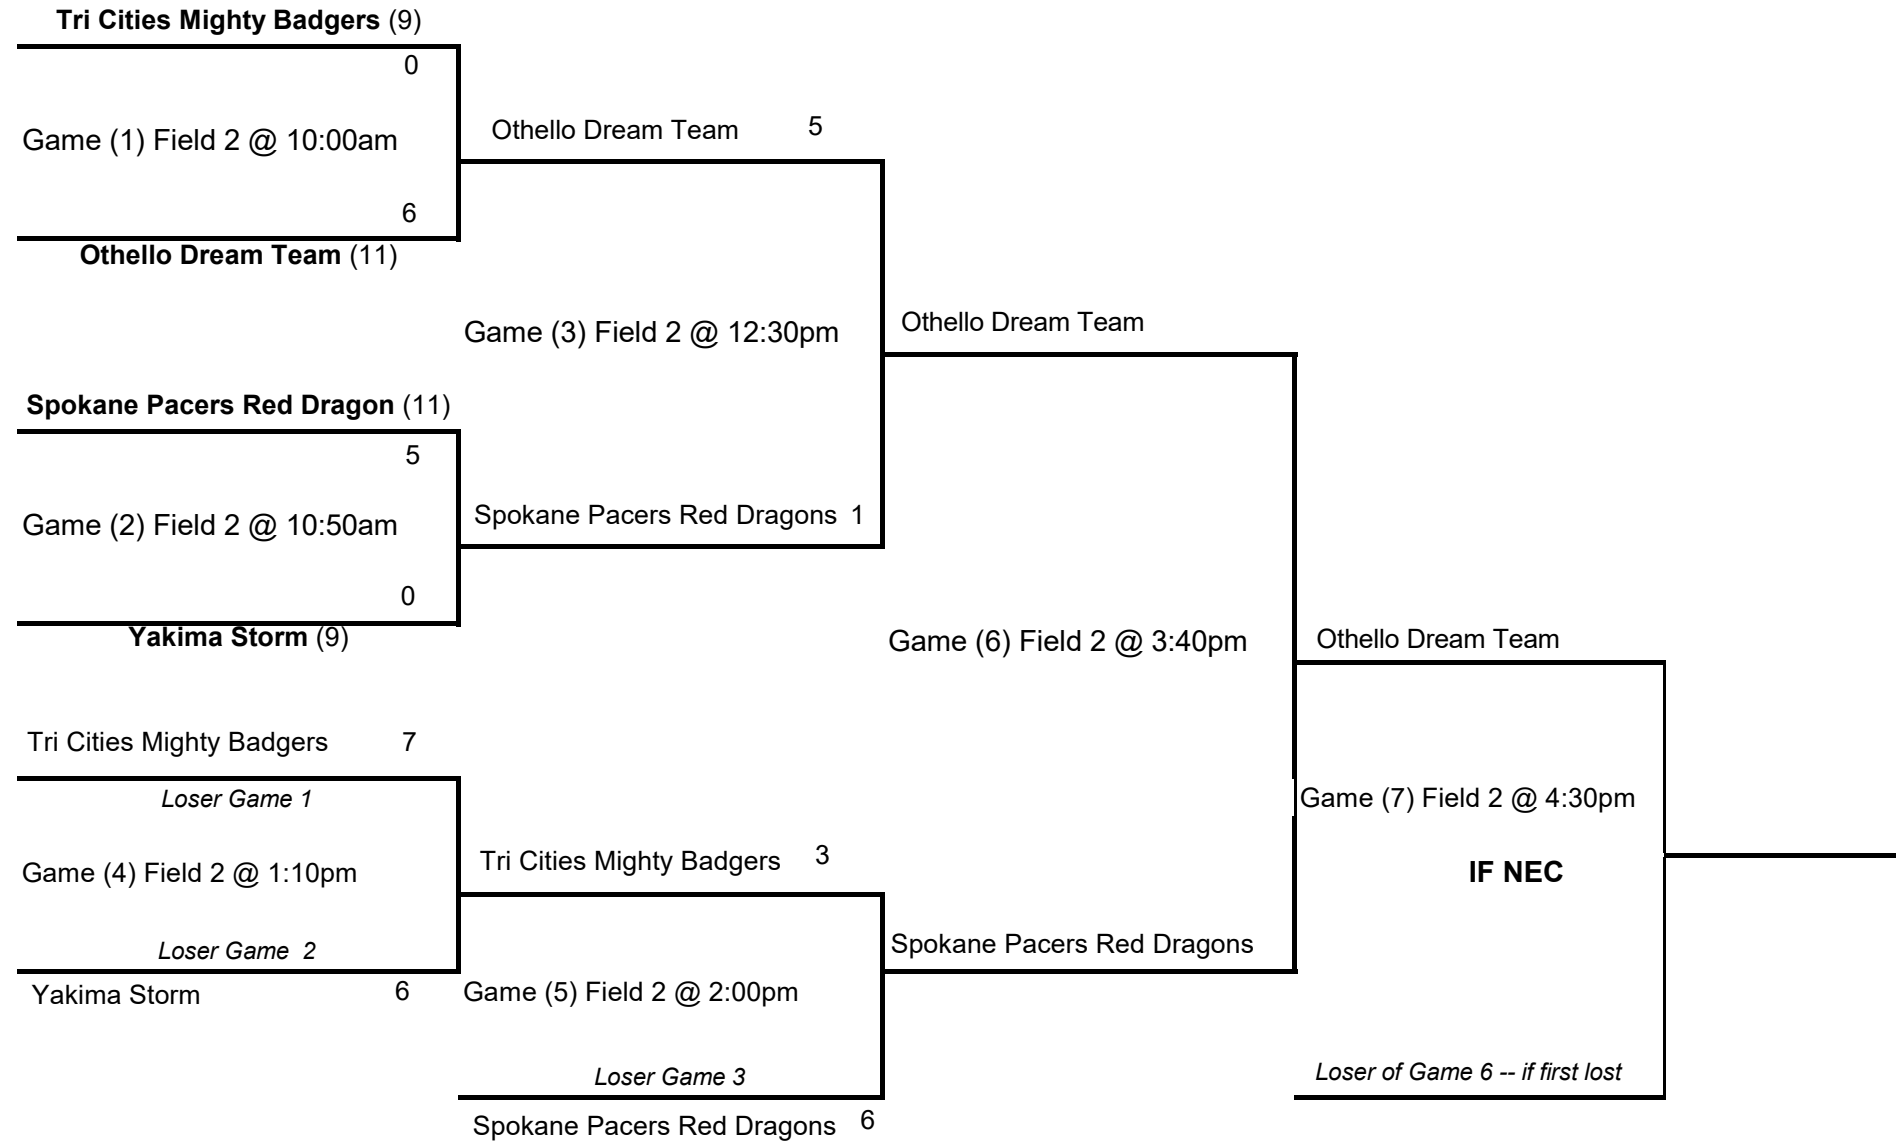 Tri Cities Mighty Badgers (9)
0
Game (1) Field 2 @ 10:00am
6
Othello Dream Team (11)
Othello Dream Team 5
Game (3) Field 2 @ 12:30pm
Othello Dream Team
Spokane Pacers Red Dragon (11)
5
Game (2) Field 2 @ 10:50am
0
Yakima Storm (9)
Spokane Pacers Red Dragons 1
Game (6) Field 2 @ 3:40pm
Othello Dream Team
Tri Cities Mighty Badgers 7
Loser Game 1
Game (4) Field 2 @ 1:10pm
Loser Game 2
Yakima Storm 6
Tri Cities Mighty Badgers 3
Game (5) Field 2 @ 2:00pm
Loser Game 3
Spokane Pacers Red Dragons 6
Spokane Pacers Red Dragons
Game (7) Field 2 @ 4:30pm
IF NEC
Loser of Game 6 -- if first lost